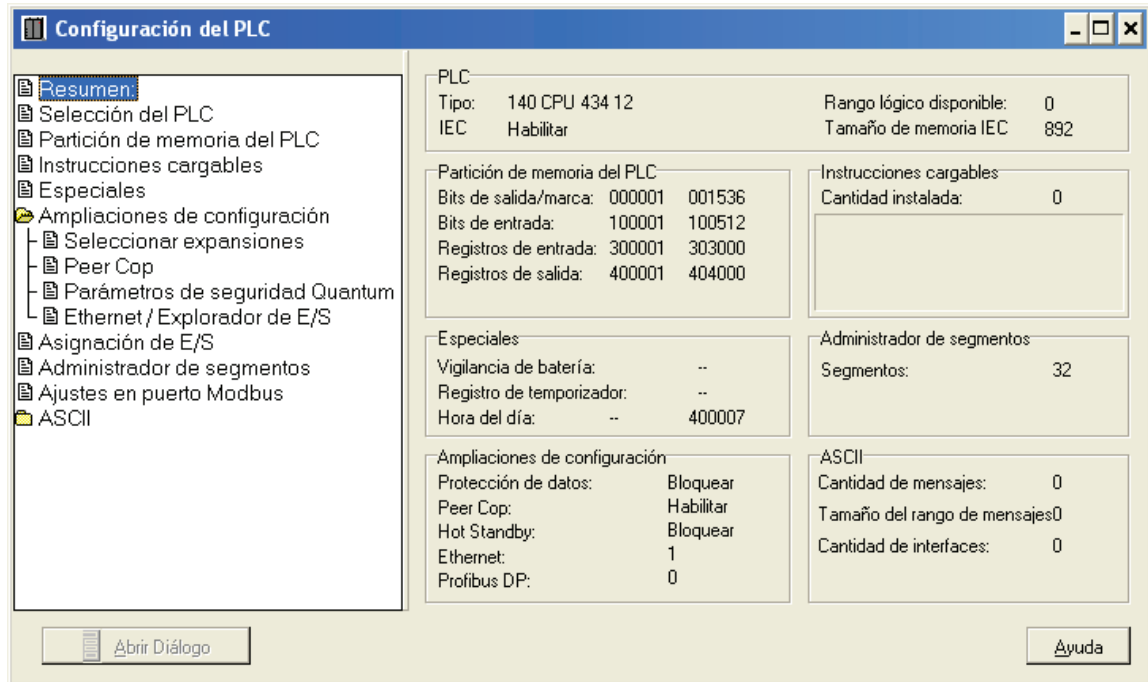 Configuración del PLC
Resumen:
Selección del PLC
Partición de memoria del PLC
Instrucciones cargables
Especiales
Ampliaciones de configuración
Seleccionar expansiones
Peer Cop
Parámetros de seguridad Quantum
Ethernet / Explorador de E/S
Asignación de E/S
Administrador de segmentos
Ajustes en puerto Modbus
ASCII
PLC
Tipo: 140 CPU 434 12 Rango lógico disponible: 0
IEC Habilitar Tamaño de memoria IEC 892
Partición de memoria del PLC
Bits de salida/marca: 000001 001536
Bits de entrada: 100001 100512
Registros de entrada: 300001 303000
Registros de salida: 400001 404000
Instrucciones cargables
Cantidad instalada: 0
Especiales
Vigilancia de batería: --
Registro de temporizador: --
Hora del día: -- 400007
Administrador de segmentos
Segmentos: 32
Ampliaciones de configuración
Protección de datos: Bloquear
Peer Cop: Habilitar
Hot Standby: Bloquear
Ethernet: 1
Profibus DP: 0
ASCII
Cantidad de mensajes: 0
Tamaño del rango de mensajes0
Cantidad de interfaces: 0
Abrir Diálogo
Ayuda